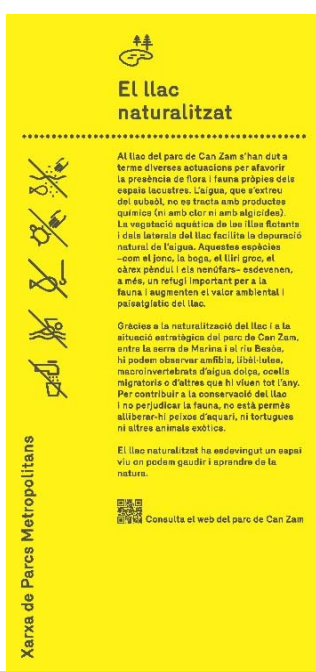 El llac
naturalitzat
Al llac del parc de Can Zam s'han dut a
terme diverses actuacions per afavorir
la presència de flora i fauna pròpies dels
espais lacustres. L'aigua, que s'extreu
del subsòl, no es tracta amb productes
químics (ni amb clor ni amb algicides).
La vegetació aquàtica de les illes flotants
i dels laterals del llac facilita la depuració
natural de l'aigua. Aquestes espècies
–com el jonc, la boga, el lliri groc, el
càrex pèndul i els nenúfars– esdevenen,
a més, un refugi important per a la
fauna i augmenten el valor ambiental i
paisatgístic del llac.
Gràcies a la naturalització del llac i a la
situació estratègica del parc de Can Zam,
entre la serra de Marina i el riu Besòs,
hi podem observar amfibis, libèl·lules,
macroinvertebrats d'aigua dolça, ocells
migratoris o d'altres que hi viuen tot l'any.
Per contribuir a la conservació del llac
i no perjudicar la fauna, no està permès
alliberar-hi peixos d'aquari, ni tortugues
ni altres animals exòtics.
El llac naturalitzat ha esdevingut un espai
viu on podem gaudir i aprendre de la
natura.
Consulta el web del parc de Can Zam
Xarxa de Parcs Metropolitans